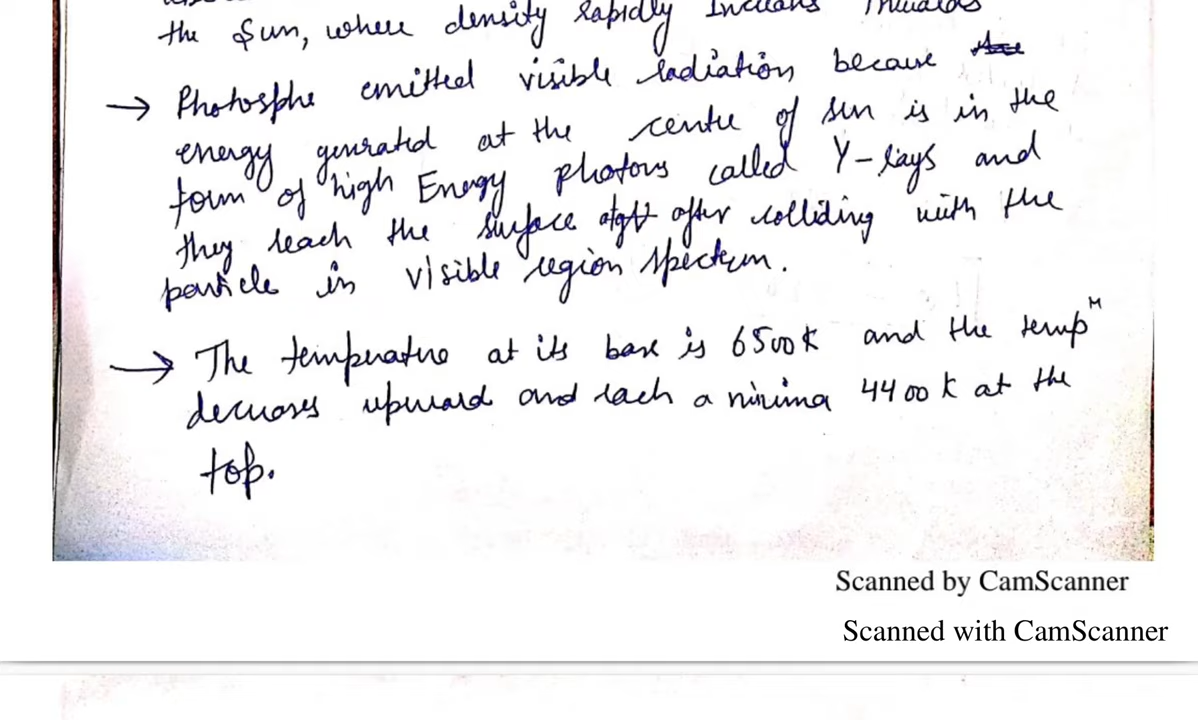 the Sun, where density rapidly Increases Inwards
→ Photosphe emitted visible radiation because
energy genrated at the centre of sun is in the
form of high Energy photons called Y-rays and
they reach the surface after colliding with the
particle in visible region spectrum.
→ The temperature at its base is 6500K and the temp
decreases upward and reach a minima 4400K at the
top.
Scanned by CamScanner
Scanned with CamScanner